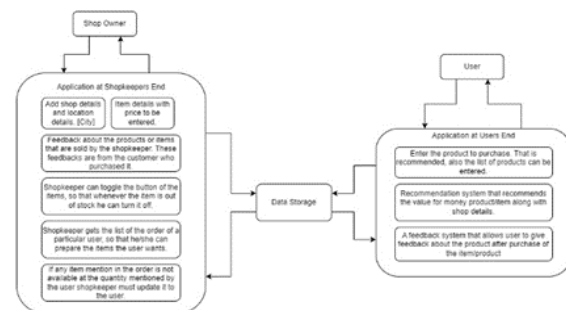 Shop Owner
Application at Shopkeepers End
Add shop details
and location
details. [City]
Item details with
price to be
entered.
Feedback about the products or items
that are sold by the shopkeeper. These
feedbacks are from the customer who
purchased it.
Shopkeeper can toggle the button of the
items, so that whenever the item is out
of stock he can turn it off.
Shopkeeper gets the list of the order of a
particular user, so that he/she can
prepare the items the user wants.
If any item mention in the order is not
available at the quantity mentioned by
the user shopkeeper must update it to
the user
Data Storage
User
Application at Users End
Enter the product to purchase. That is
recommended, also the list of products can be
entered.
Recommendation system that recommends
the value for money product/item along with
shop details.
A feedback system that allows user to give
feedback about the product after purchase of
the item/product